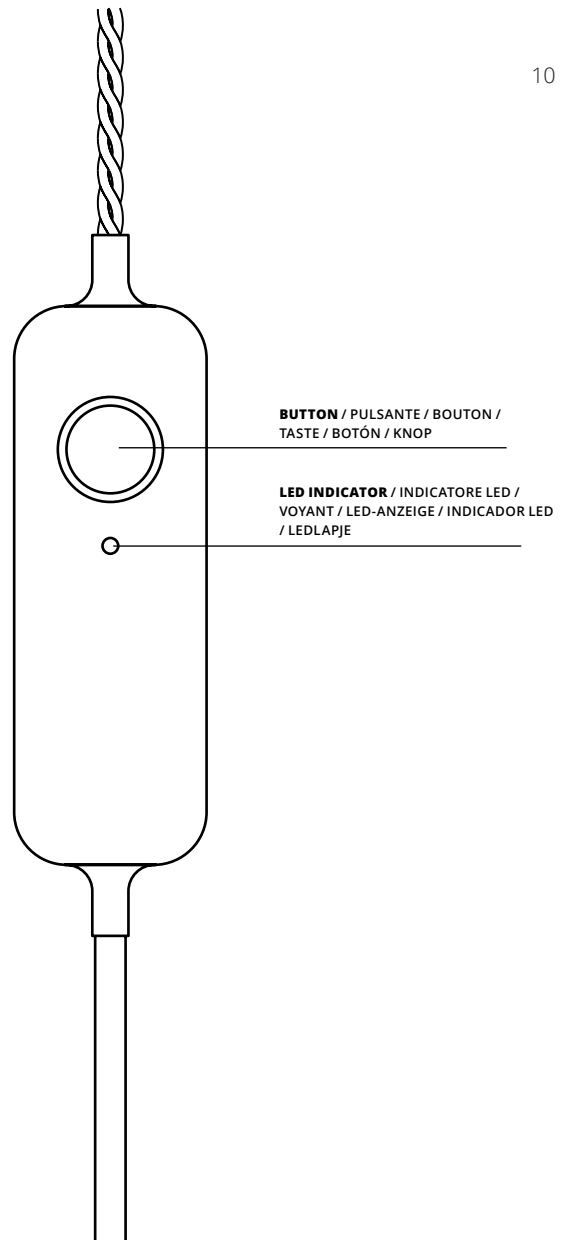 10
BUTTON / PULSANTE / BOUTON /
TASTE / BOTÓN / KNOP
LED INDICATOR / INDICATORE LED /
VOYANT / LED-ANZEIGE / INDICADOR LED
/ LEDLAPJE